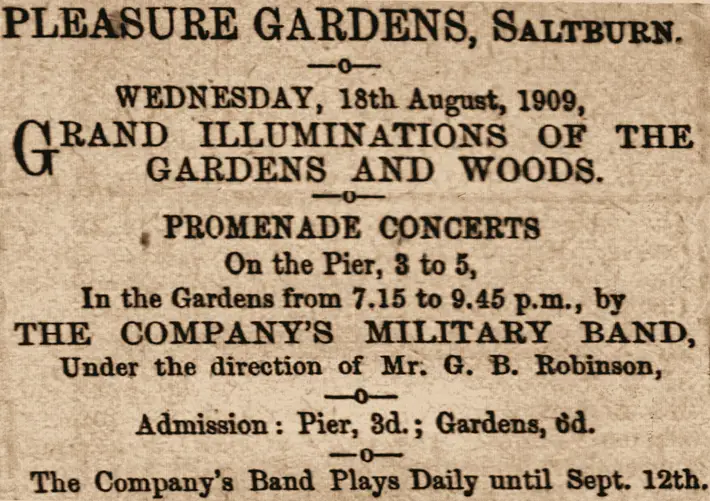 PLEASURE GARDENS, SALTBURN.
WEDNESDAY, 18th August, 1909,
GRAND ILLUMINATIONS OF THE
GARDENS AND WOODS.
PROMENADE CONCERTS
On the Pier, 3 to 5,
In the Gardens from 7.15 to 9.45 p.m., by
THE COMPANY'S MILITARY BAND,
Under the direction of Mr. G. B. Robinson,
Admission: Pier, 3d.; Gardens, 6d.
The Company's Band Plays Daily until Sept. 12th.